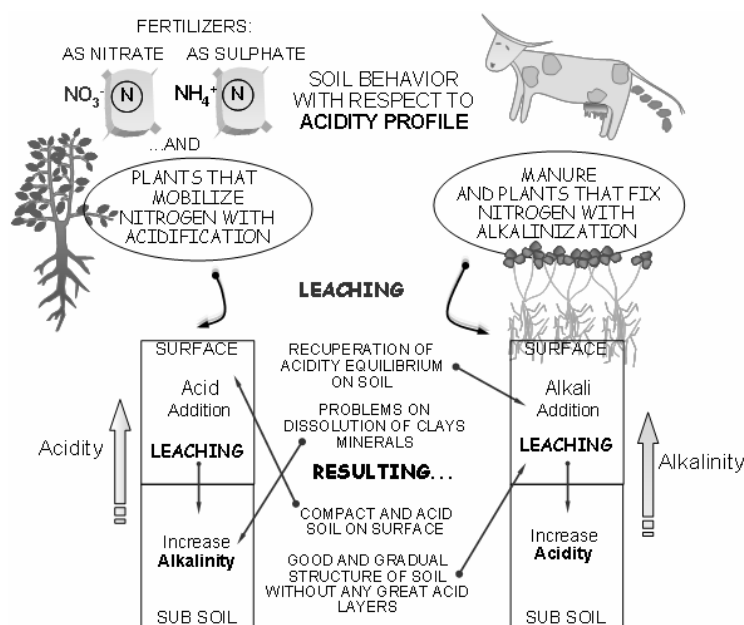 FERTILIZERS:
AS NITRATE
AS SULPHATE
NO3-
N
NH4+
N
SOIL BEHAVIOR
WITH RESPECT TO
ACIDITY PROFILE
...AND
PLANTS THAT
MOBILIZE
NITROGEN WITH
ACIDIFICATION
MANURE
AND PLANTS THAT FIX
NITROGEN WITH
ALKALINIZATION
LEACHING
SURFACE
Acid
Addition
LEACHING
Acidity
Increase
Alkalinity
SUB SOIL
RECUPERATION OF
ACIDITY EQUILIBRIUM
ON SOIL
PROBLEMS ON
DISSOLUTION OF CLAYS
MINERALS
RESULTING...
COMPACT AND ACID
SOIL ON SURFACE
GOOD AND GRADUAL
STRUCTURE OF SOIL
WITHOUT ANY GREAT ACID
LAYERS
SURFACE
Alkali
Addition
LEACHING
Alkalinity
Increase
Acidity
SUB SOIL